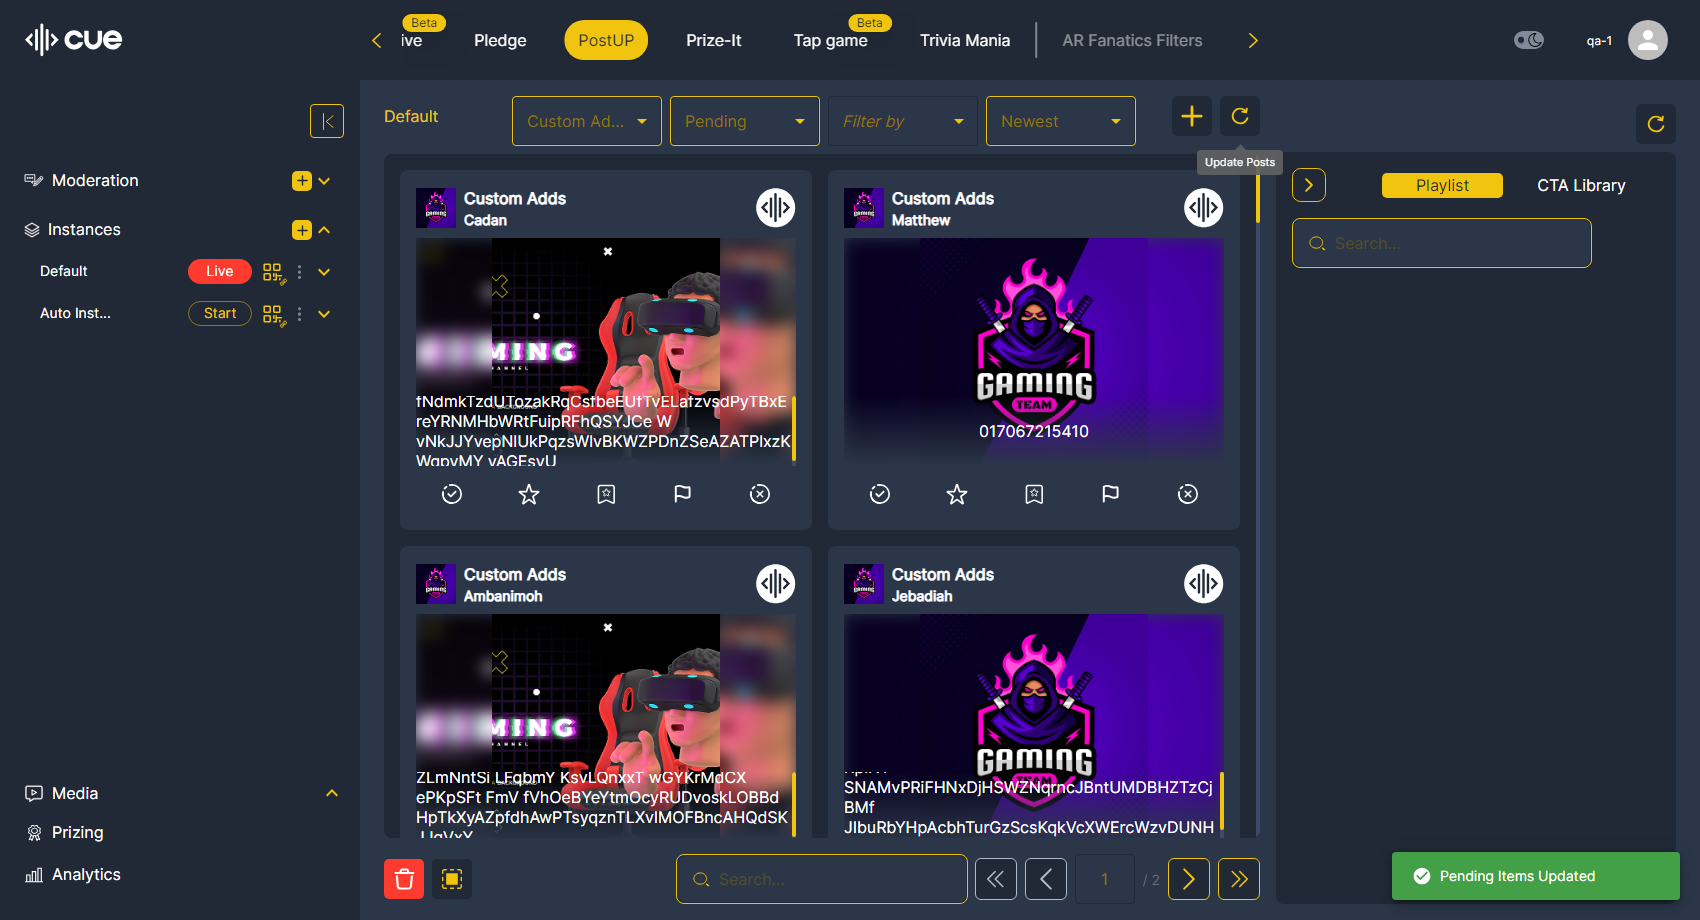 cue
Beta
ive
Pledge
PostUP
Prize-It
Beta
Tap game
Trivia Mania
AR Fanatics Filters
qa-1
Default
Custom Ad...
Pending
Filter by
Newest
Update Posts
Moderation
Instances
Default
Live
Auto Inst...
Start
Media
Prizing
Analytics
Custom Adds
Cadan
MING
fNdmkTzdUTozakRqCsfbeEUfTvELafzvsdPyTBxE
reYRNMHbWRtFuipRFhQSYJCe W
vNkJJYvepNlUkPqzsWlvBKWZPDnZSeAZATPlxzK
WqpvMY vAGEsvU
Custom Adds
Matthew
GAMING
TEAM
017067215410
Custom Adds
Ambanimoh
MING
ZLmNntSi LFqbmY KsvLQnxxT wGYKrMdCX
ePKpSFt FmV fVhOeBYeYtmOcyRUDvoskLOBBd
HpTkXyAZpfdhAwPTsyqznTLXvlMOFBncAHQdSK
Custom Adds
Jebadiah
GAMING
SNAMvPRiFHNxDjHSWZNqrncJBntUMDBHZTzCj
BMf
JlbuRbYHpAcbhTurGzScsKqkVcXWErcWzvDUNH
Playlist
CTA Library
Search...
Search...
1
/ 2
Pending Items Updated